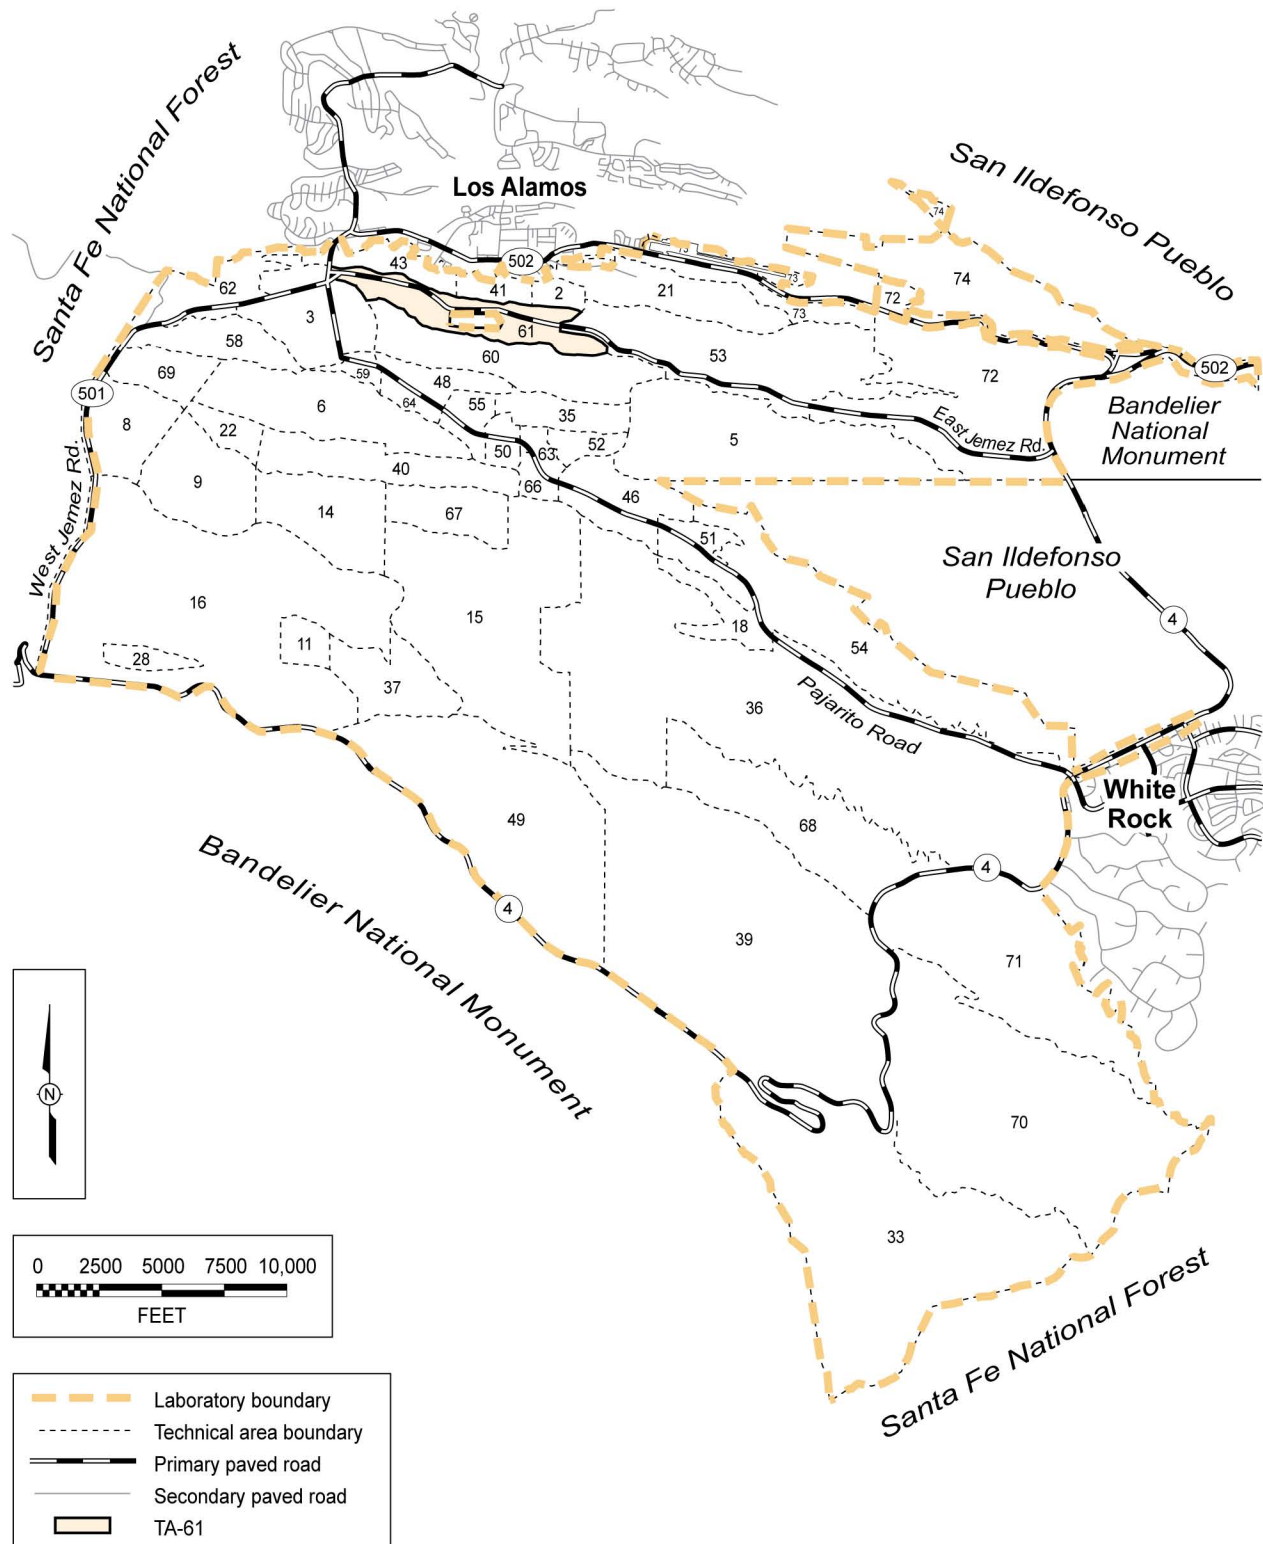 Santa Fe National Forest
Los Alamos
San Ildefonso Pueblo
74
502
43
73
74
62
41
2
21
73
72
3
61
73
58
60
53
502
69
59
48
72
501
64
55
35
Bandelier
National
Monument
8
6
East Jemez Rd.
22
50
63
52
5
9
40
66
46
14
67
51
San Ildefonso
Pueblo
West Jemez Rd.
16
15
4
11
18
54
28
37
36
Pajarito Road
White
Rock
49
68
4
Bandelier National Monument
4
39
71
N
70
33
0 2500 5000 7500 10,000
FEET
Santa Fe National Forest
Laboratory boundary
Technical area boundary
Primary paved road
Secondary paved road
TA-61